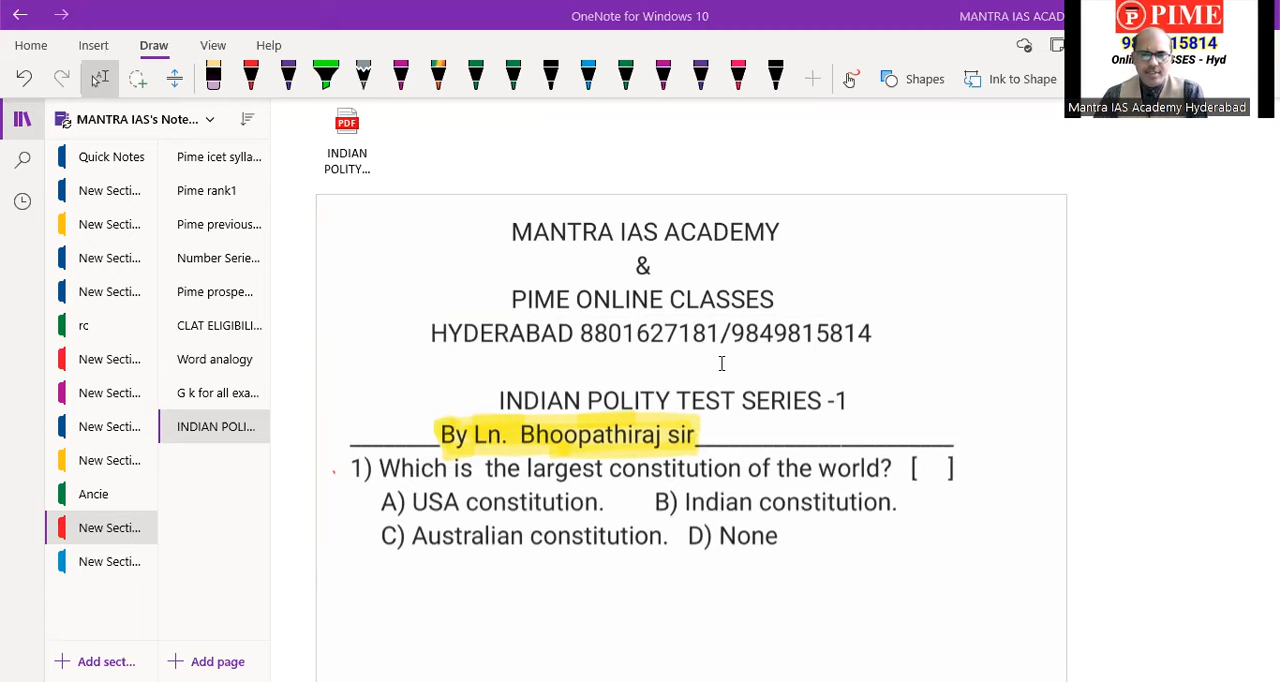 OneNote for Windows 10
MANTRA IAS ACAD
Home Insert Draw View Help
Shapes Ink to Shape
PIME
15814
Hyd
Mantra IAS Academy Hyderabad
MANTRA IAS's Note...
Quick Notes
New Secti...
New Secti...
New Secti...
New Secti...
rc
New Secti...
New Secti...
New Secti...
New Secti...
Ancie
New Secti...
New Secti...
Add sect...
Pime icet sylla...
Pime rank1
Pime previous...
Number Serie...
Pime prospe...
CLAT ELIGIBILI...
Word analogy
G k for all exa...
INDIAN POLI...
Add page
PDF
INDIAN
POLITY...
MANTRA IAS ACADEMY
&
PIME ONLINE CLASSES
HYDERABAD 8801627181/9849815814
INDIAN POLITY TEST SERIES -1
By Ln. Bhoopathiraj sir
1) Which is the largest constitution of the world? [ ]
A) USA constitution. B) Indian constitution.
C) Australian constitution. D) None